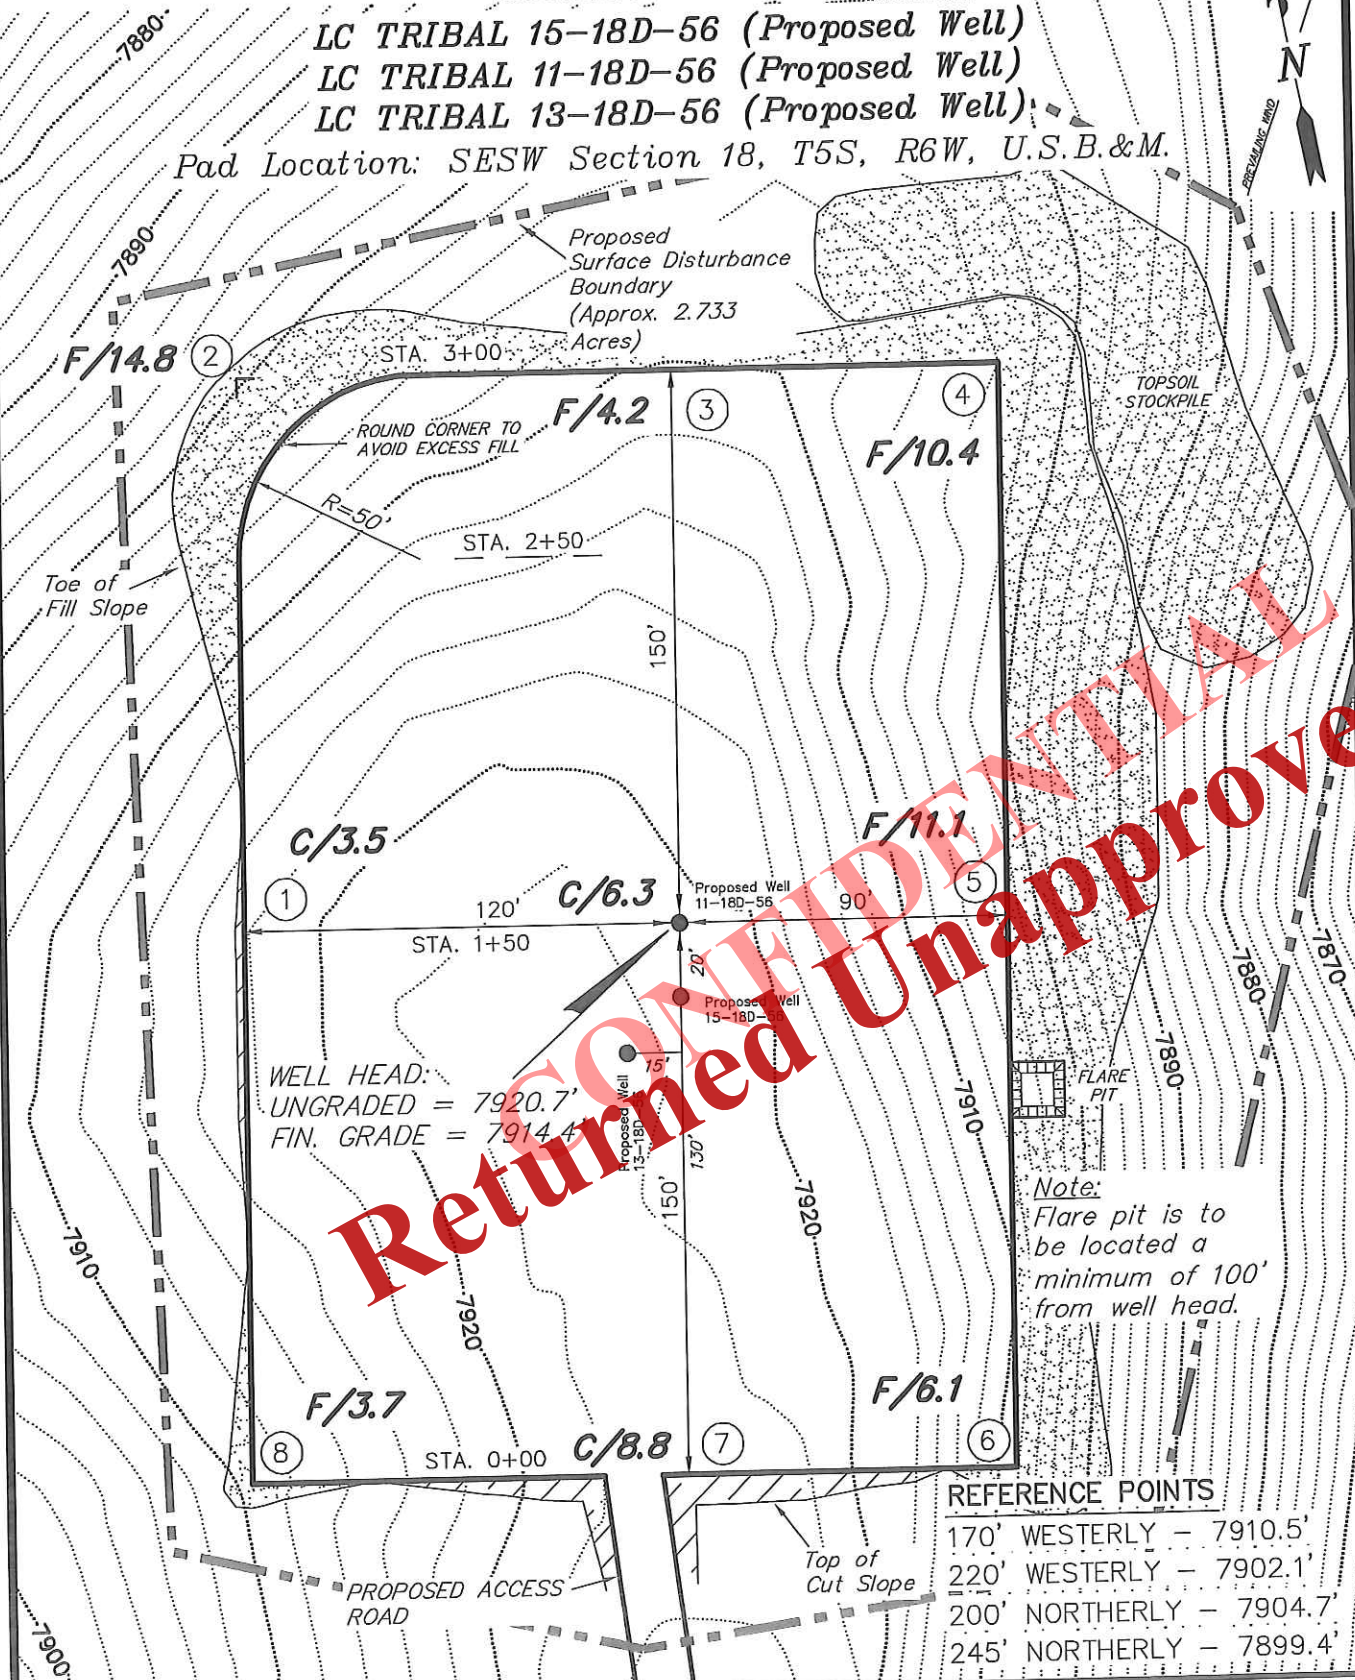 LC TRIBAL 15-18D-56 (Proposed Well)
LC TRIBAL 11-18D-56 (Proposed Well)
LC TRIBAL 13-18D-56 (Proposed Well)
Pad Location: SESW Section 18, T5S, R6W, U.S.B.&M.
N
PREVAILING WIND
7880
7890
Proposed
Surface Disturbance
Boundary
(Approx. 2.733
Acres)
F/14.8
2
STA. 3+00
F/4.2
3
4
TOPSOIL
STOCKPILE
ROUND CORNER TO
AVOID EXCESS FILL
F/10.4
R=50'
STA. 2+50
Toe of
Fill Slope
150'
CONFIDENTIAL
C/3.5
F/11.1
1
120'
C/6.3
Proposed Well
11-18D-56
90'
5
STA. 1+50
20'
Proposed Well
15-18D-56
7880
7870
15'
WELL HEAD:
UNGRADED = 7920.7'
FIN. GRADE = 7914.4'
Proposed Well
130'
150'
7910
7890
FLARE
PIT
Note:
Flare pit is to
be located a
minimum of 100'
from well head.
7910
7920
7920
F/3.7
F/6.1
8
STA. 0+00
C/8.8
7
6
REFERENCE POINTS
170' WESTERLY - 7910.5'
220' WESTERLY - 7902.1'
200' NORTHERLY - 7904.7'
245' NORTHERLY - 7899.4'
Top of
Cut Slope
PROPOSED ACCESS
ROAD
7900
Returned Unapprove